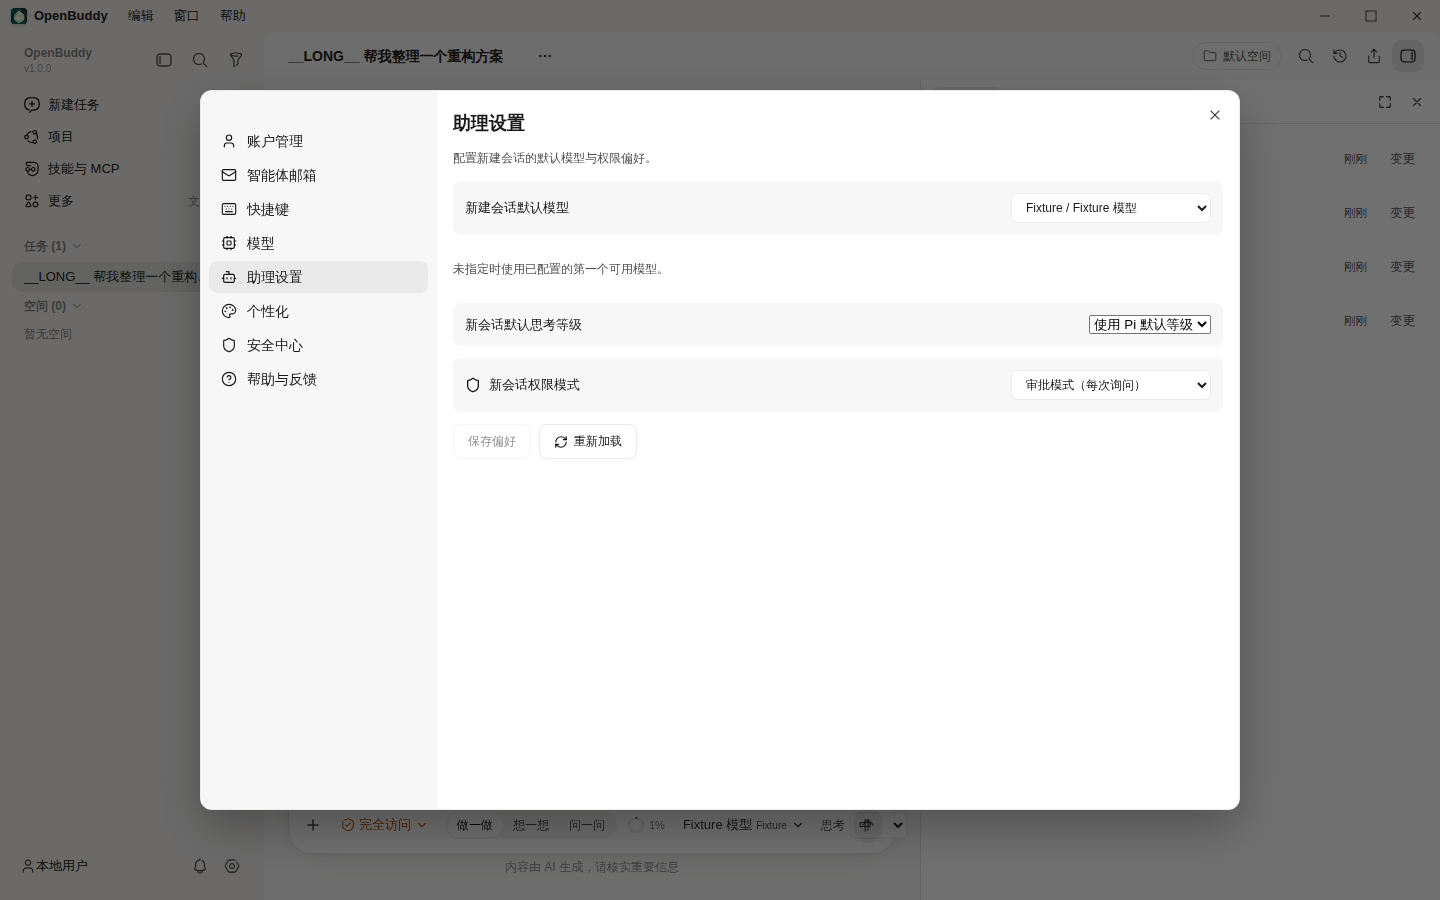 OpenBuddy 编辑 窗口 帮助
OpenBuddy
v1.0.0
__LONG__ 帮我整理一个重构方案
默认空间
新建任务
项目
技能与 MCP
更多
文
任务 (1)
__LONG__ 帮我整理一个重构
空间 (0)
暂无空间
本地用户
账户管理
智能体邮箱
快捷键
模型
助理设置
个性化
安全中心
帮助与反馈
助理设置
配置新建会话的默认模型与权限偏好。
新建会话默认模型
Fixture / Fixture 模型
未指定时使用已配置的第一个可用模型。
新会话默认思考等级
使用 Pi 默认等级
新会话权限模式
审批模式（每次询问）
保存偏好
重新加载
刚刚 变更
刚刚 变更
刚刚 变更
刚刚 变更
完全访问 做一做 想一想 问一问 1% Fixture 模型 Fixture 思考
内容由 AI 生成，请核实重要信息